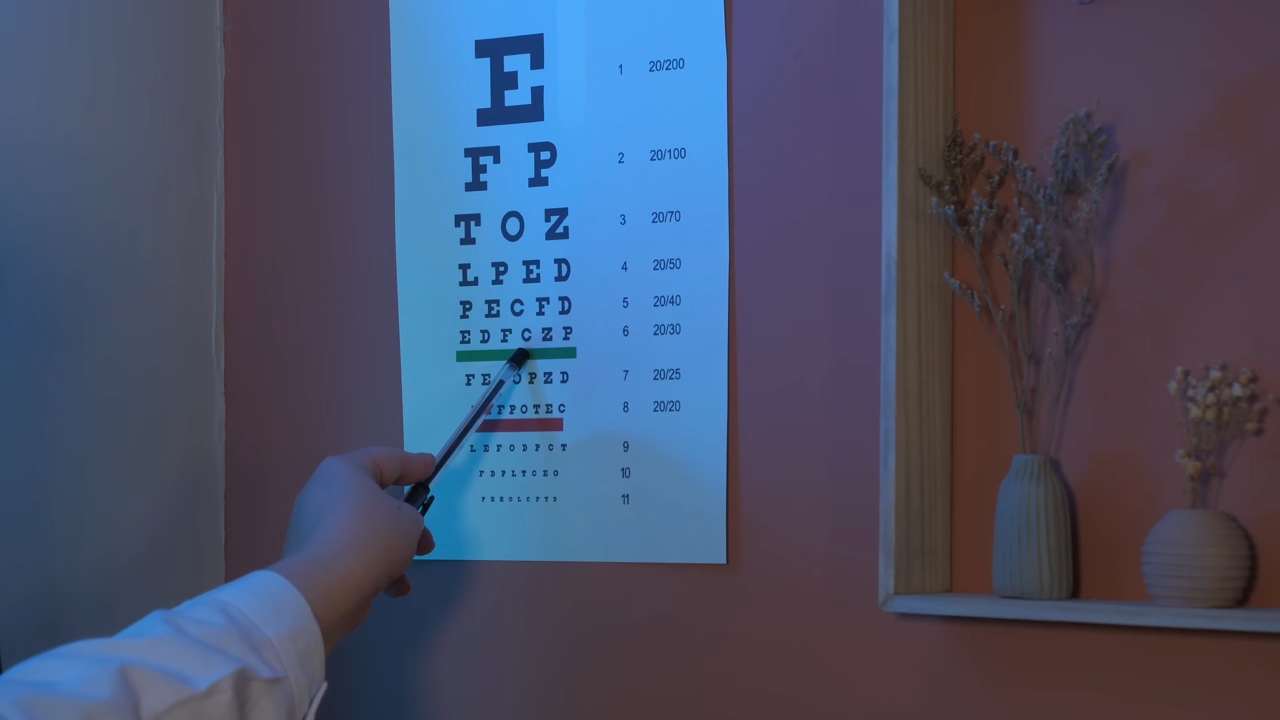 E 1 20/200
F P 2 20/100
T O Z 3 20/70
L P E D 4 20/50
P E C F D 5 20/40
E D F C Z P 6 20/30
F E O P Z D 7 20/25
F P O T E C 8 20/20
L E F O D P C T 9
F D P L T C E O 10
11